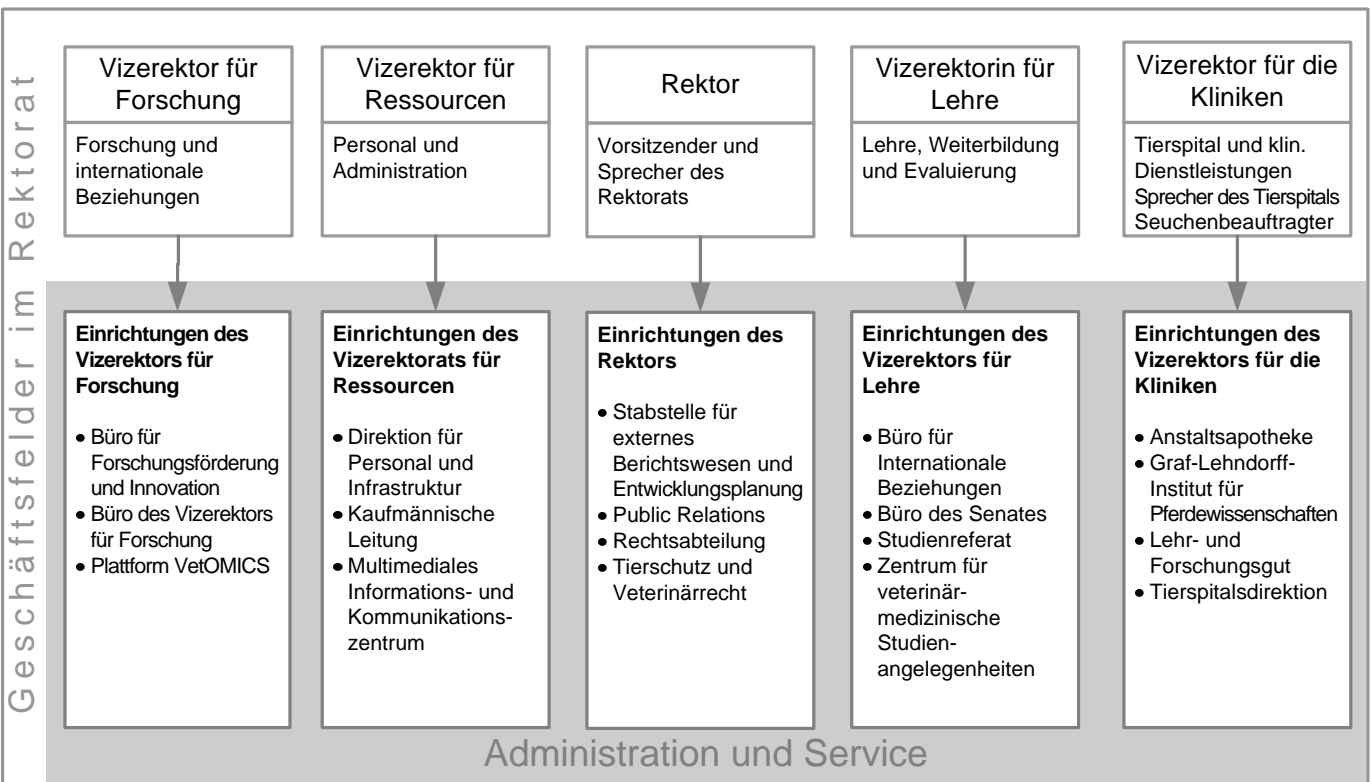 Geschäftsfelder im Rektorat
Vizerektor für
Forschung
Forschung und
internationale
Beziehungen
Vizerektor für
Ressourcen
Personal und
Administration
Rektor
Vorsitzender und
Sprecher des
Rektorats
Vizerektorin für
Lehre
Lehre, Weiterbildung
und Evaluierung
Vizerektor für die
Kliniken
Tierspital und klin.
Dienstleistungen
Sprecher des Tierspitals
Seuchenbeauftragter
Einrichtungen des
Vizerektors für
Forschung
• Büro für
Forschungsförderung
und Innovation
• Büro des Vizerektors
für Forschung
• Plattform VetOMICS
Einrichtungen des
Vizerektorats für
Ressourcen
• Direktion für
Personal und
Infrastruktur
• Kaufmännische
Leitung
• Multimediales
Informations- und
Kommunikations-
zentrum
Einrichtungen des
Rektors
• Stabstelle für
externes
Berichtswesen und
Entwicklungsplanung
• Public Relations
• Rechtsabteilung
• Tierschutz und
Veterinärrecht
Einrichtungen des
Vizerektors für
Lehre
• Büro für
Internationale
Beziehungen
• Büro des Senates
• Studienreferat
• Zentrum für
veterinär-
medizinische
Studien-
angelegenheiten
Einrichtungen des
Vizerektors für die
Kliniken
• Anstaltsapotheke
• Graf-Lehndorff-
Institut für
Pferdewissenschaften
• Lehr- und
Forschungsgut
• Tierspitalsdirektion
Administration und Service